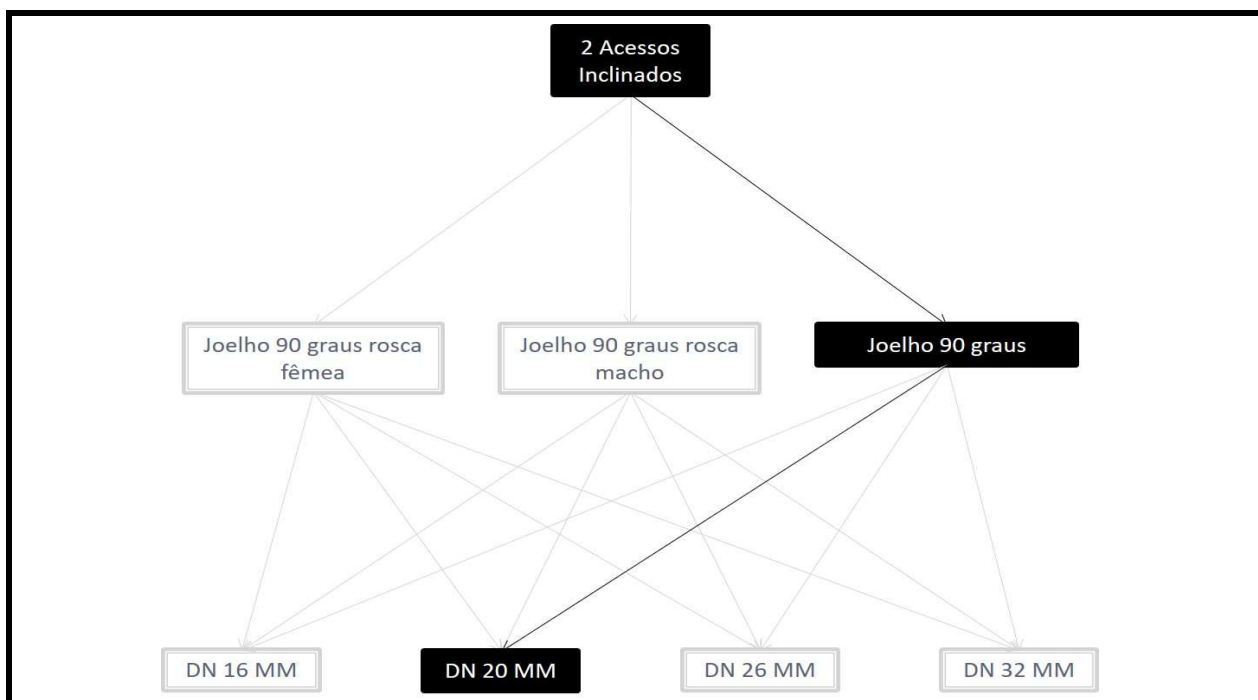 2 Acessos
Inclinados
Joelho 90 graus rosca
fêmea
Joelho 90 graus rosca
macho
Joelho 90 graus
DN 16 MM
DN 20 MM
DN 26 MM
DN 32 MM